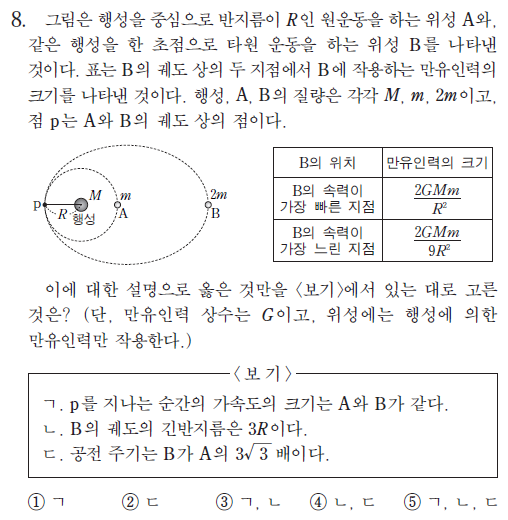 8. 그림은 행성을 중심으로 반지름이 R인 원운동을 하는 위성 A와,
같은 행성을 한 초점으로 타원 운동을 하는 위성 B를 나타낸
것이다. 표는 B의 궤도 상의 두 지점에서 B에 작용하는 만유인력의
크기를 나타낸 것이다. 행성, A, B의 질량은 각각 M, m, 2m이고,
점 p는 A와 B의 궤도 상의 점이다.
p
R
M
행성
m
A
2m
B
B의 위치 만유인력의 크기
B의 속력이
가장 빠른 지점
2GMm
R²
B의 속력이
가장 느린 지점
2GMm
9R²
이에 대한 설명으로 옳은 것만을 <보기>에서 있는 대로 고른
것은? (단, 만유인력 상수는 G이고, 위성에는 행성에 의한
만유인력만 작용한다.)
<보 기>
ㄱ. p를 지나는 순간의 가속도의 크기는 A와 B가 같다.
ㄴ. B의 궤도의 긴반지름은 3R이다.
ㄷ. 공전 주기는 B가 A의 3√3 배이다.
① ㄱ ② ㄷ ③ ㄱ, ㄴ ④ ㄴ, ㄷ ⑤ ㄱ, ㄴ, ㄷ